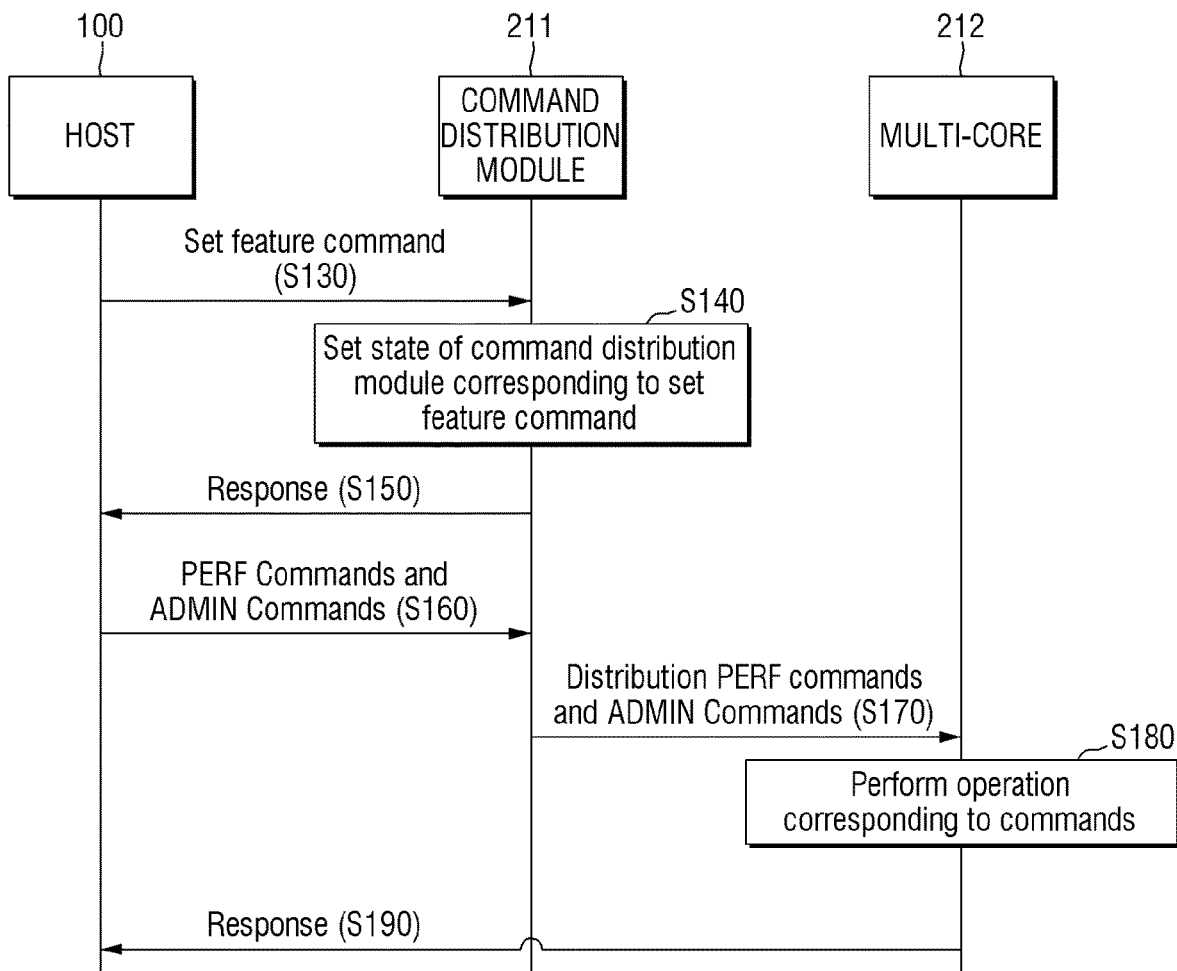 100
211
212
HOST
COMMAND
DISTRIBUTION
MODULE
MULTI-CORE
Set feature command
(S130)
S140
Set state of command distribution
module corresponding to set
feature command
Response (S150)
PERF Commands and
ADMIN Commands (S160)
Distribution PERF commands
and ADMIN Commands (S170)
S180
Perform operation
corresponding to commands
Response (S190)